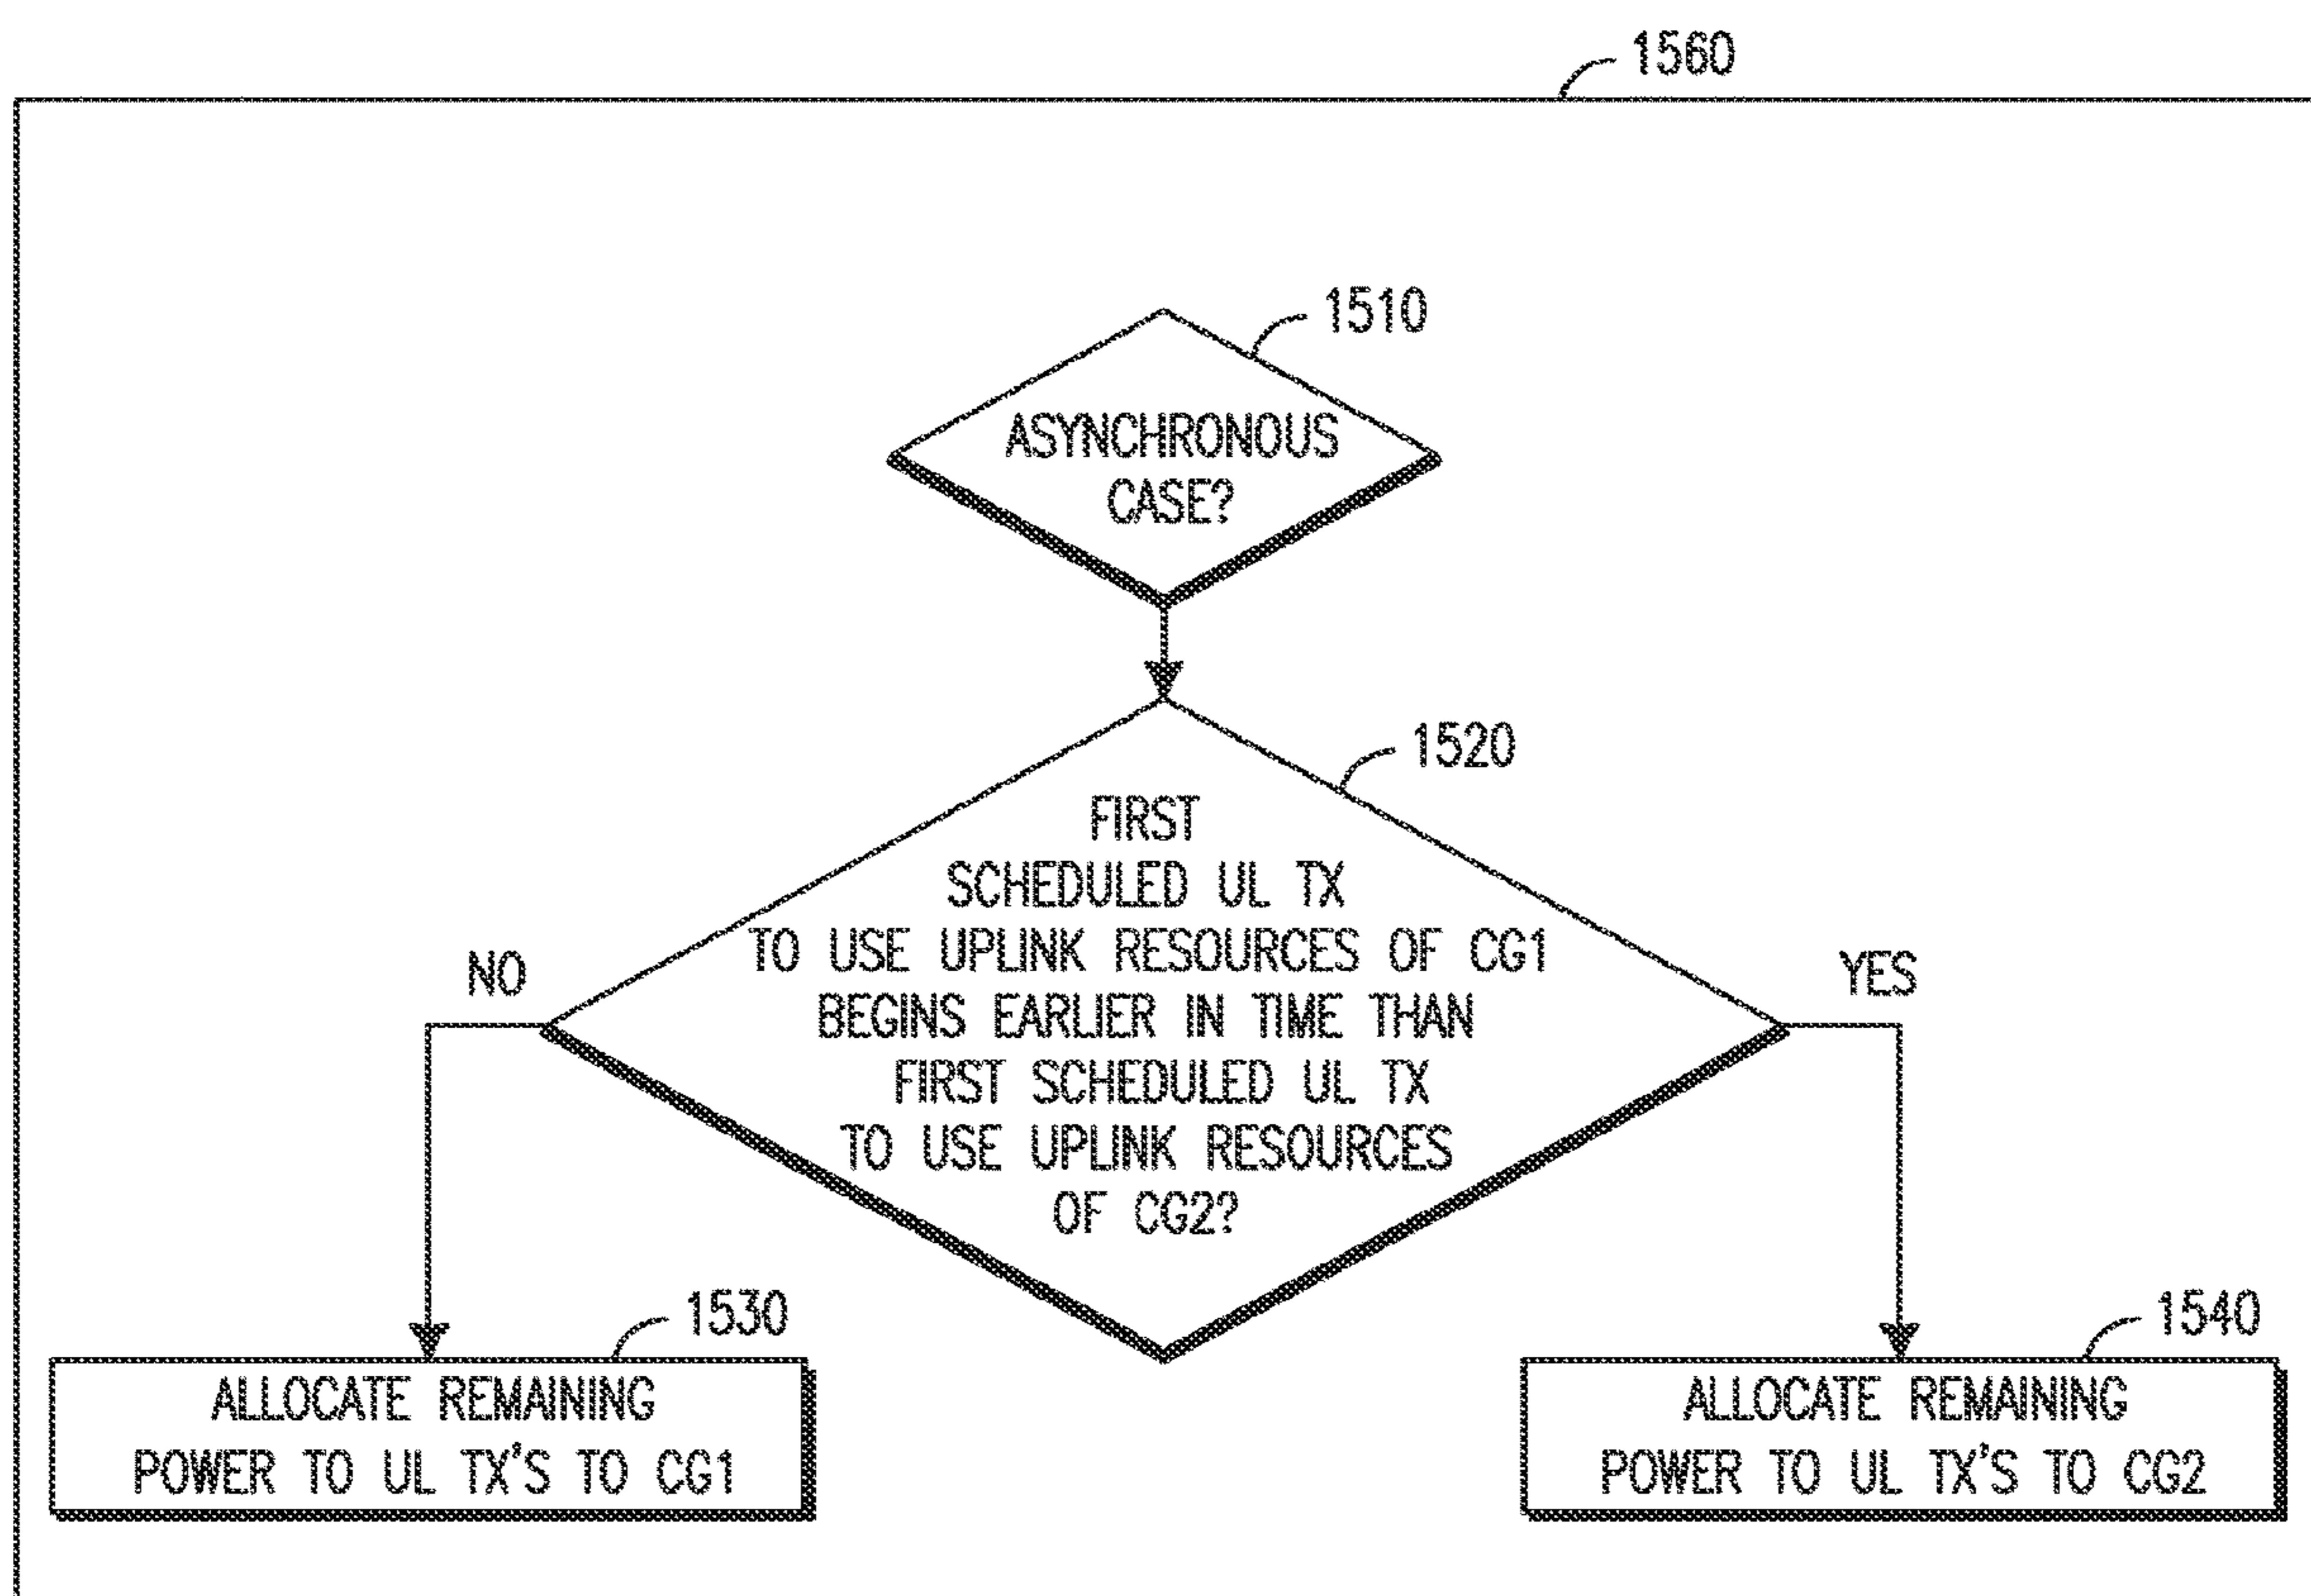 1560
1510
ASYNCHRONOUS
CASE?
1520
FIRST
SCHEDULED UL TX
TO USE UPLINK RESOURCES OF CG1
BEGINS EARLIER IN TIME THAN
FIRST SCHEDULED UL TX
TO USE UPLINK RESOURCES
OF CG2?
NO
YES
1530
ALLOCATE REMAINING
POWER TO UL TX'S TO CG1
1540
ALLOCATE REMAINING
POWER TO UL TX'S TO CG2